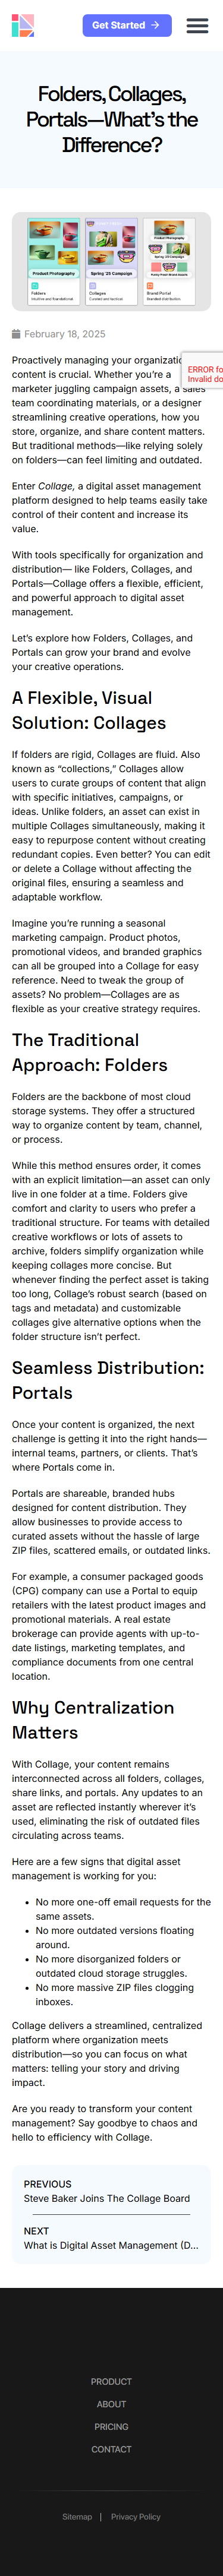 Get Started →
Folders, Collages,
Portals—What's the
Difference?
Product Photography
Spring '25 Campaign
Product Photography
Spring '25 Campaign
Folders
Intuitive and foundational
Collages
Curated and tactical
Brand Portal
Branded distribution
February 18, 2025
ERROR fo
Invalid do
Proactively managing your organizatio
content is crucial. Whether you're a
marketer juggling campaign assets, a sales
team coordinating materials, or a designer
streamlining creative operations, how you
store, organize, and share content matters.
But traditional methods—like relying solely
on folders—can feel limiting and outdated.
Enter Collage, a digital asset management
platform designed to help teams easily take
control of their content and increase its
value.
With tools specifically for organization and
distribution— like Folders, Collages, and
Portals—Collage offers a flexible, efficient,
and powerful approach to digital asset
management.
Let's explore how Folders, Collages, and
Portals can grow your brand and evolve
your creative operations.
A Flexible, Visual
Solution: Collages
If folders are rigid, Collages are fluid. Also
known as “collections,” Collages allow
users to curate groups of content that align
with specific initiatives, campaigns, or
ideas. Unlike folders, an asset can exist in
multiple Collages simultaneously, making it
easy to repurpose content without creating
redundant copies. Even better? You can edit
or delete a Collage without affecting the
original files, ensuring a seamless and
adaptable workflow.
Imagine you're running a seasonal
marketing campaign. Product photos,
promotional videos, and branded graphics
can all be grouped into a Collage for easy
reference. Need to tweak the group of
assets? No problem—Collages are as
flexible as your creative strategy requires.
The Traditional
Approach: Folders
Folders are the backbone of most cloud
storage systems. They offer a structured
way to organize content by team, channel,
or process.
While this method ensures order, it comes
with an explicit limitation—an asset can only
live in one folder at a time. Folders give
comfort and clarity to users who prefer a
traditional structure. For teams with detailed
creative workflows or lots of assets to
archive, folders simplify organization while
keeping collages more concise. But
whenever finding the perfect asset is taking
too long, Collage's robust search (based on
tags and metadata) and customizable
collages give alternative options when the
folder structure isn't perfect.
Seamless Distribution:
Portals
Once your content is organized, the next
challenge is getting it into the right hands—
internal teams, partners, or clients. That's
where Portals come in.
Portals are shareable, branded hubs
designed for content distribution. They
allow businesses to provide access to
curated assets without the hassle of large
ZIP files, scattered emails, or outdated links.
For example, a consumer packaged goods
(CPG) company can use a Portal to equip
retailers with the latest product images and
promotional materials. A real estate
brokerage can provide agents with up-to-
date listings, marketing templates, and
compliance documents from one central
location.
Why Centralization
Matters
With Collage, your content remains
interconnected across all folders, collages,
share links, and portals. Any updates to an
asset are reflected instantly wherever it's
used, eliminating the risk of outdated files
circulating across teams.
Here are a few signs that digital asset
management is working for you:
• No more one-off email requests for the
same assets.
• No more outdated versions floating
around.
• No more disorganized folders or
outdated cloud storage struggles.
• No more massive ZIP files clogging
inboxes.
Collage delivers a streamlined, centralized
platform where organization meets
distribution—so you can focus on what
matters: telling your story and driving
impact.
Are you ready to transform your content
management? Say goodbye to chaos and
hello to efficiency with Collage.
PREVIOUS
Steve Baker Joins The Collage Board
NEXT
What is Digital Asset Management (D...
PRODUCT
ABOUT
PRICING
CONTACT
Sitemap | Privacy Policy